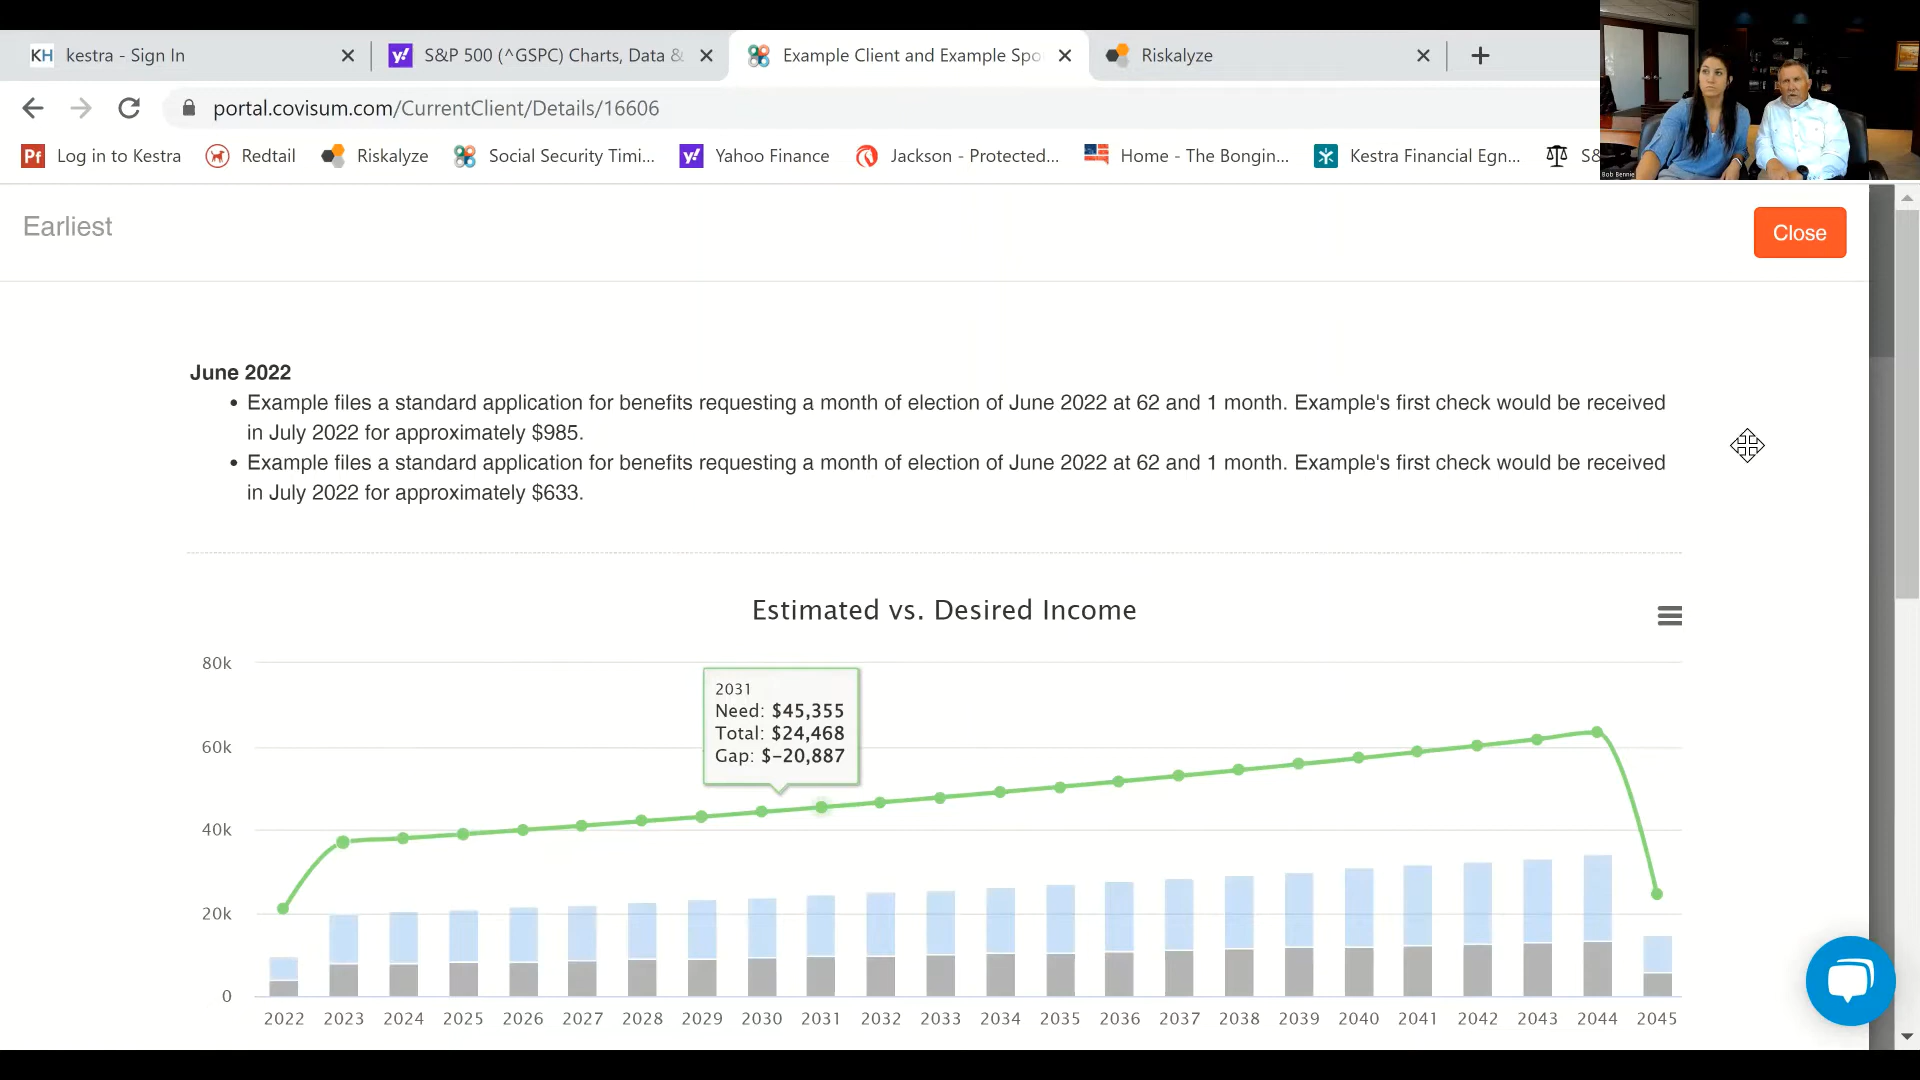 KH kestra - Sign In
y! S&P 500 (^GSPC) Charts, Data &
Example Client and Example Spo
Riskalyze
portal.covisum.com/CurrentClient/Details/16606
Pf Log in to Kestra
Redtail
Riskalyze
Social Security Timi...
y! Yahoo Finance
Jackson - Protected...
Home - The Bongin...
Kestra Financial Egn...
S&
Bob Bennie
Earliest
Close
June 2022
• Example files a standard application for benefits requesting a month of election of June 2022 at 62 and 1 month. Example's first check would be received
in July 2022 for approximately $985.
• Example files a standard application for benefits requesting a month of election of June 2022 at 62 and 1 month. Example's first check would be received
in July 2022 for approximately $633.
Estimated vs. Desired Income
80k
60k
40k
20k
0
2031
Need: $45,355
Total: $24,468
Gap: $-20,887
2022 2023 2024 2025 2026 2027 2028 2029 2030 2031 2032 2033 2034 2035 2036 2037 2038 2039 2040 2041 2042 2043 2044 2045